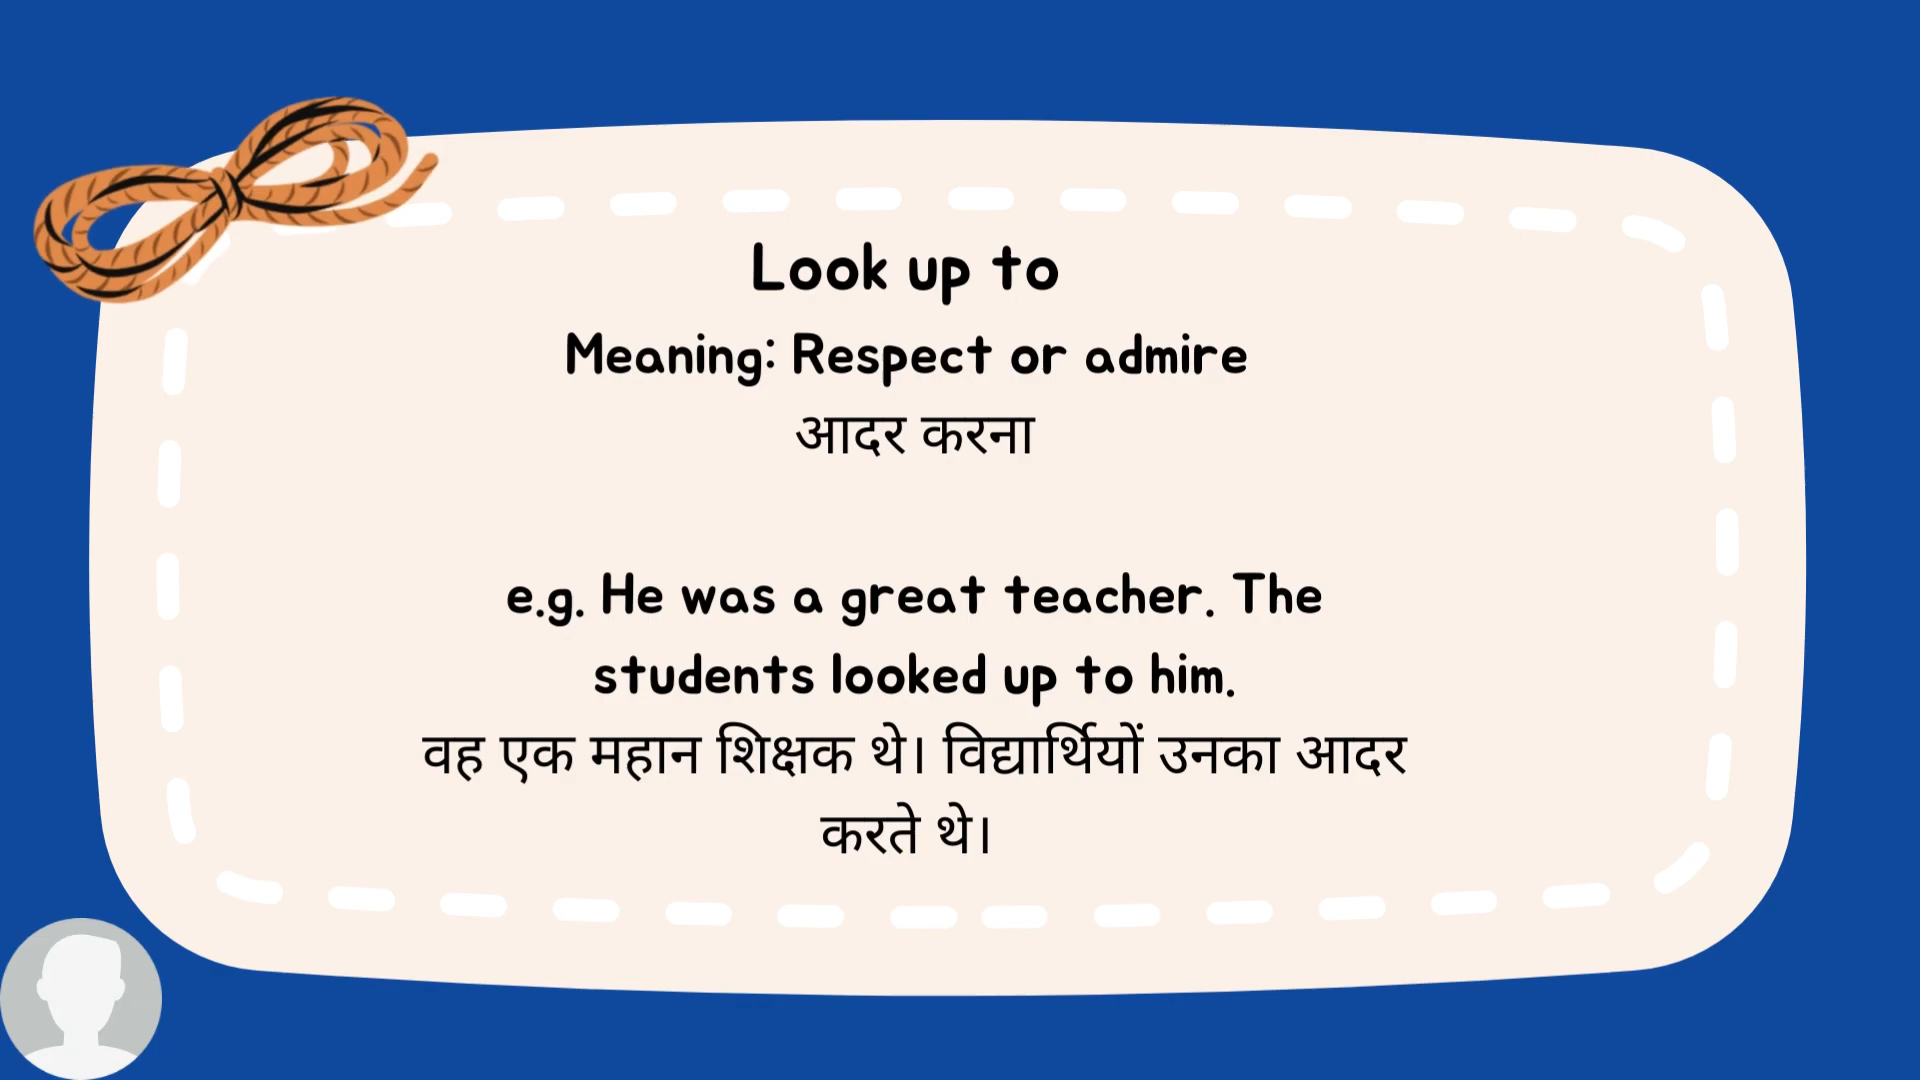 Look up to
Meaning: Respect or admire
आदर करना
e.g. He was a great teacher. The
students looked up to him.
वह एक महान शिक्षक थे। विद्यार्थियों उनका आदर
करते थे।